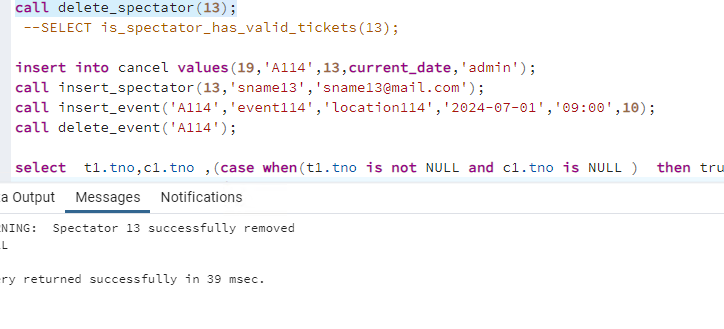 call delete_spectator(13);
--SELECT is_spectator_has_valid_tickets(13);
insert into cancel values(19,'A114',13,current_date,'admin');
call insert_spectator(13,'sname13','sname13@mail.com');
call insert_event('A114','event114','location114','2024-07-01','09:00',10);
call delete_event('A114');
select  t1.tno,c1.tno ,(case when(t1.tno is not NULL and c1.tno is NULL )  then tru
a Output Messages Notifications
NING:  Spectator 13 successfully removed
L
ry returned successfully in 39 msec.